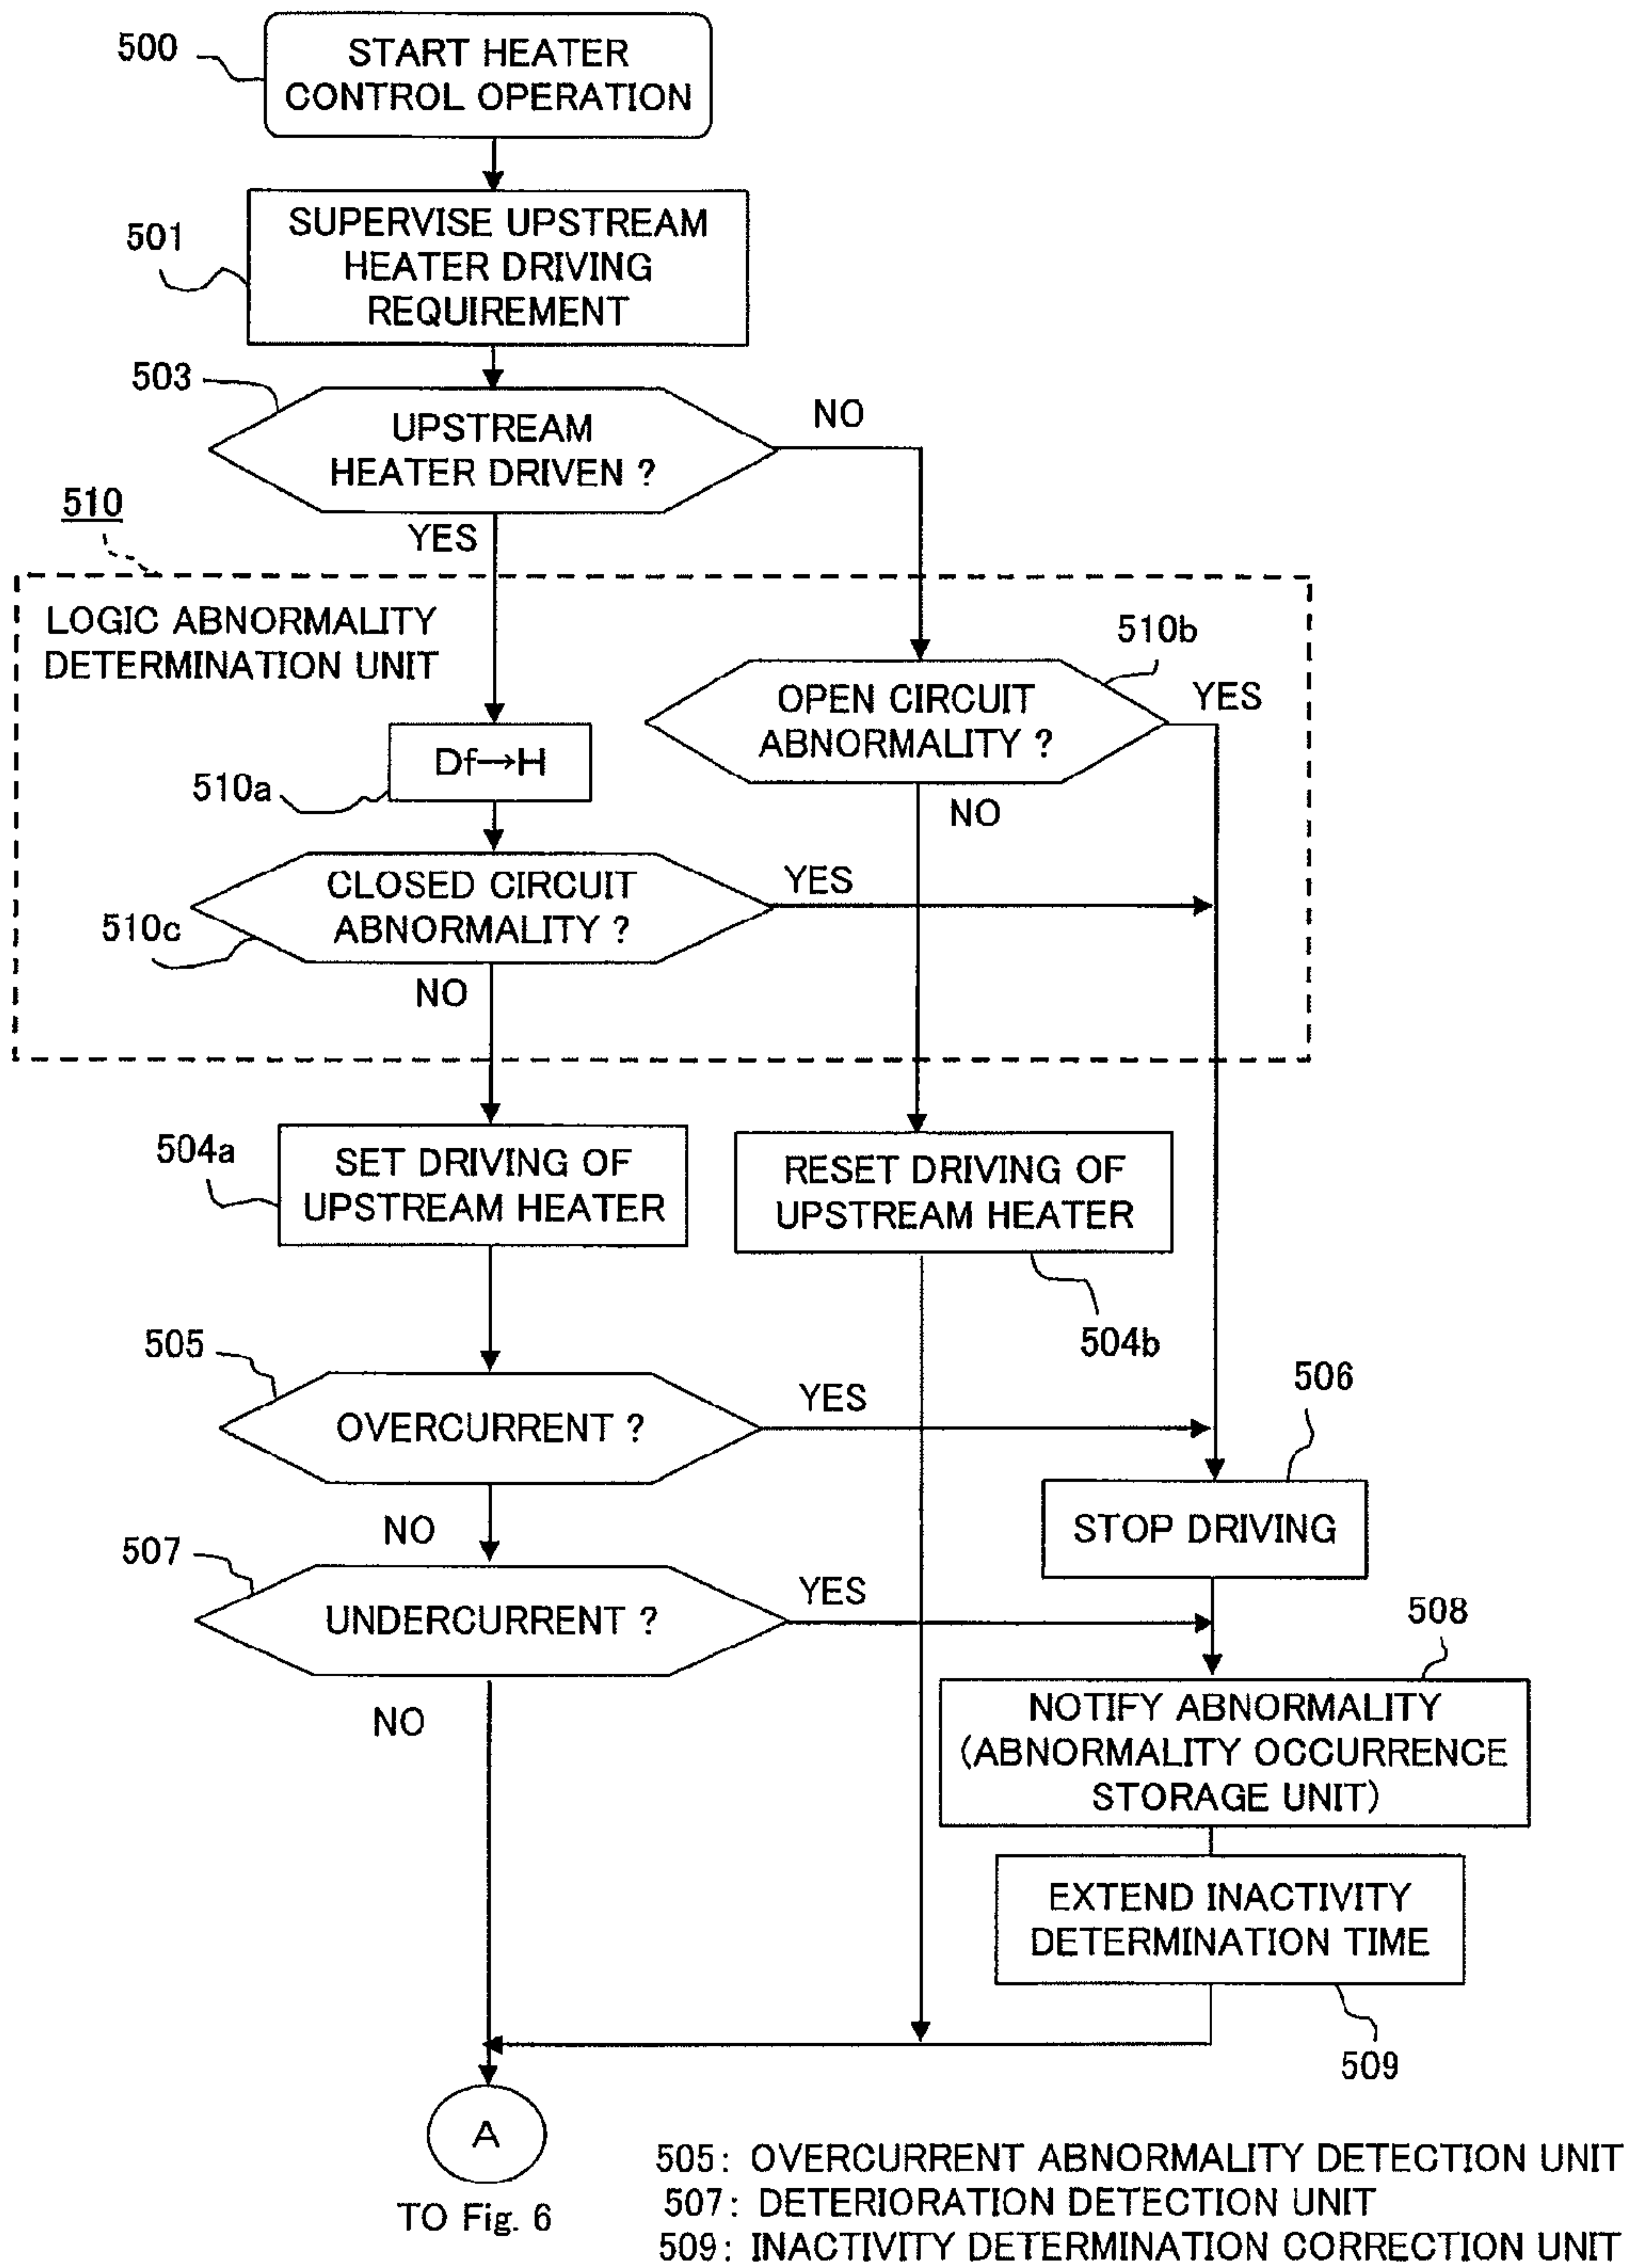 500
START HEATER
CONTROL OPERATION
501
SUPERVISE UPSTREAM
HEATER DRIVING
REQUIREMENT
503
UPSTREAM
HEATER DRIVEN ?
NO
YES
510
LOGIC ABNORMALITY
DETERMINATION UNIT
510b
OPEN CIRCUIT
ABNORMALITY ?
YES
NO
Df→H
510a
CLOSED CIRCUIT
ABNORMALITY ?
YES
510c
NO
504a
SET DRIVING OF
UPSTREAM HEATER
RESET DRIVING OF
UPSTREAM HEATER
504b
505
OVERCURRENT ?
YES
NO
506
STOP DRIVING
507
UNDERCURRENT ?
YES
NO
508
NOTIFY ABNORMALITY
(ABNORMALITY OCCURRENCE
STORAGE UNIT)
EXTEND INACTIVITY
DETERMINATION TIME
509
A
TO Fig. 6
505: OVERCURRENT ABNORMALITY DETECTION UNIT
507: DETERIORATION DETECTION UNIT
509: INACTIVITY DETERMINATION CORRECTION UNIT